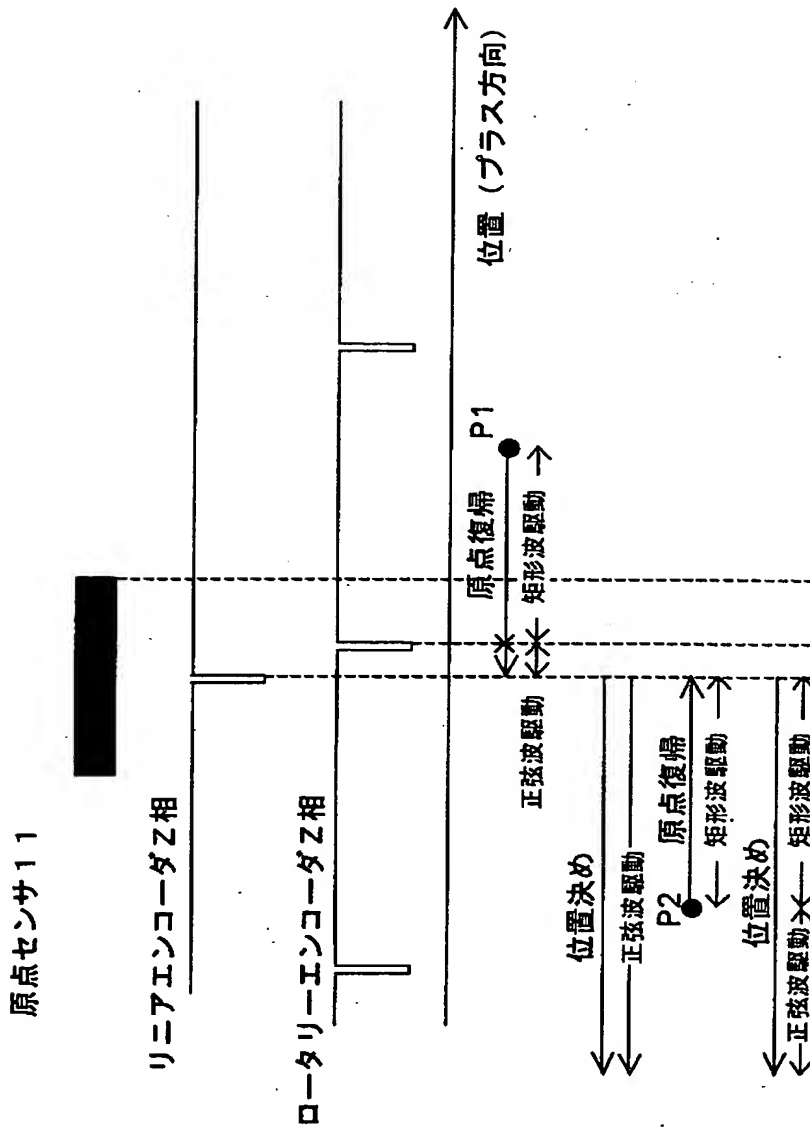 原点センサ11
リニアエンコーダZ相
ロータリーエンコーダZ相
位置（プラス方向）
P1
原点復帰
矩形波駆動
正弦波駆動
位置決め
正弦波駆動
P2
原点復帰
矩形波駆動
位置決め
正弦波駆動
矩形波駆動